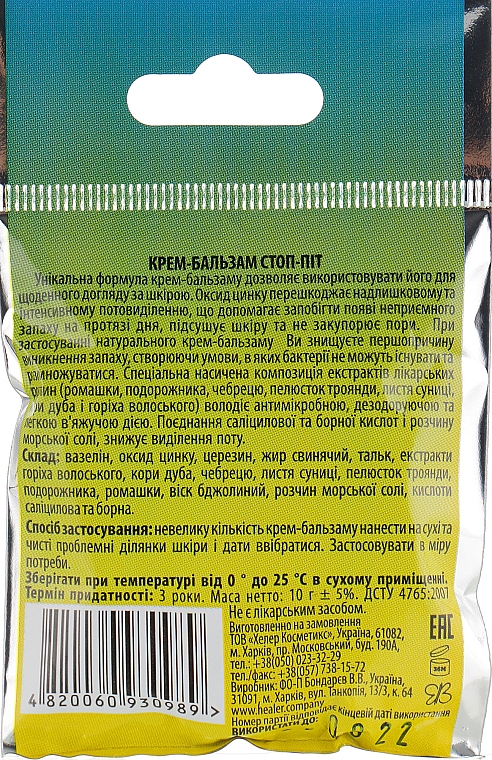 КРЕМ-БАЛЬЗАМ СТОП-ПІТ
Унікальна формула крем-бальзаму дозволяє використовувати його для
щоденного догляду за шкірою. Оксид цинку перешкоджає надлишковому та
інтенсивному потовиділенню, що допомагає запобігти появі неприємного
запаху на протязі дня, підсушує шкіру та не закупорює пори. При
застосуванні натурального крем-бальзаму Ви знищуєте першопричину
виникнення запаху, створюючи умови, в яких бактерії не можуть існувати та
розмножуватися. Спеціальна насичена композиція екстрактів лікарських
рослин (ромашки, подорожника, чебрецю, пелюсток троянди, листя суниці,
кори дуба і горіха волоського) володіє антимікробною, дезодоруючою та
легкою в'яжучою дією. Поєднання саліцилової та борної кислот і розчину
морської солі, знижує виділення поту.
Склад: вазелін, оксид цинку, церезин, жир свинячий, тальк, екстракти
горіха волоського, кори дуба, чебрецю, листя суниці, пелюсток троянди,
подорожника, ромашки, віск бджолиний, розчин морської солі, кислоти
саліцилова та борна.
Спосіб застосування: невелику кількість крем-бальзаму нанести на сухі та
чисті проблемні ділянки шкіри і дати ввібратися. Застосовувати в міру
потреби.
Зберігати при температурі від 0 ° до 25 °C в сухому приміщенні.
Термін придатності: 3 роки. Маса нетто: 10 г ± 5%. ДСТУ 4765:2007
Не є лікарським засобом.
Виготовлено на замовлення
ТОВ «Хелер Косметикс», Україна, 61082,
м. Харків, пр. Московський, буд. 190А,
тел.: +38(050) 023-32-29
тел./факс: +38(057) 738-15-72
Виробник: ФО-П Бондарєв В.В., Україна,
31091, м. Харків, вул. Танкопія, 13/3, к. 64
www.healer.company
Номер партії відповідає кінцевій даті використання
Використати до:
09 22
EAC
36M
4 820060 930989 >